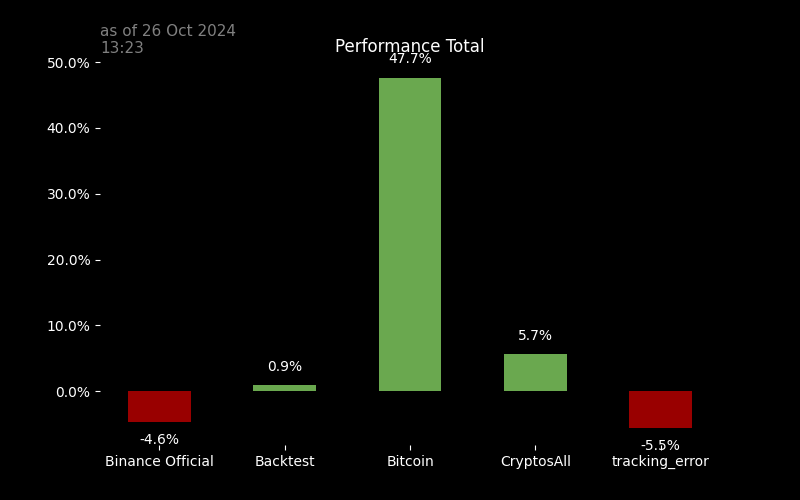 as of 26 Oct 2024
13:23
Performance Total
50.0%
40.0%
30.0%
20.0%
10.0%
0.0%
-4.6%
0.9%
47.7%
5.7%
-5.5%
Binance Official
Backtest
Bitcoin
CryptosAll
tracking_error